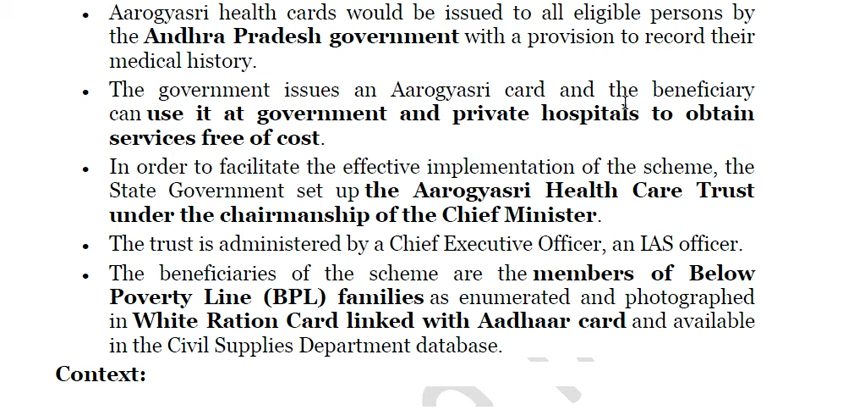 • Aarogyasri health cards would be issued to all eligible persons by
the Andhra Pradesh government with a provision to record their
medical history.
• The government issues an Aarogyasri card and the beneficiary
can use it at government and private hospitals to obtain
services free of cost.
• In order to facilitate the effective implementation of the scheme, the
State Government set up the Aarogyasri Health Care Trust
under the chairmanship of the Chief Minister.
• The trust is administered by a Chief Executive Officer, an IAS officer.
• The beneficiaries of the scheme are the members of Below
Poverty Line (BPL) families as enumerated and photographed
in White Ration Card linked with Aadhaar card and available
in the Civil Supplies Department database.
Context: